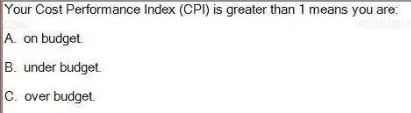 Your Cost Performance Index (CPI) is greater than 1 means you are:
A. on budget.
B. under budget.
C. over budget.